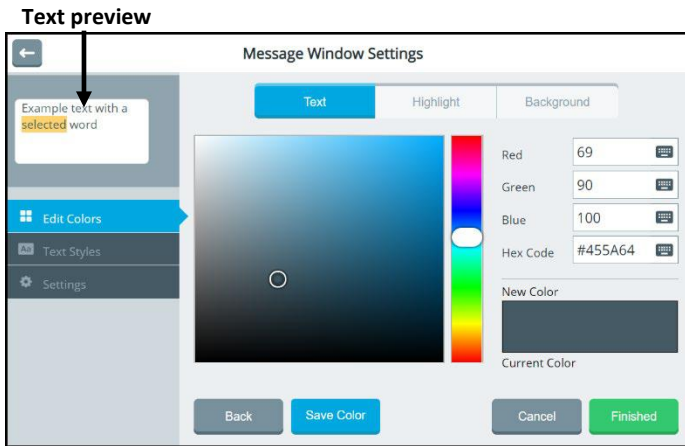 Text preview
Message Window Settings
Example text with a
selected word
Text
Highlight
Background
Red
69
Green
90
Blue
100
Hex Code
#455A64
Edit Colors
Aa
Text Styles
Settings
New Color
Current Color
Back
Save Color
Cancel
Finished